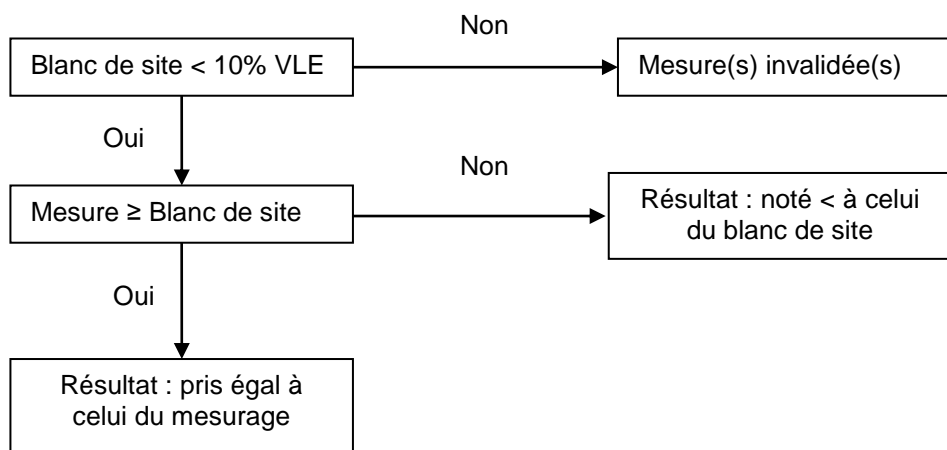 Non
Blanc de site < 10% VLE
Mesure(s) invalidée(s)
Oui
Non
Mesure ≥ Blanc de site
Résultat : noté < à celui
du blanc de site
Oui
Résultat : pris égal à
celui du mesurage